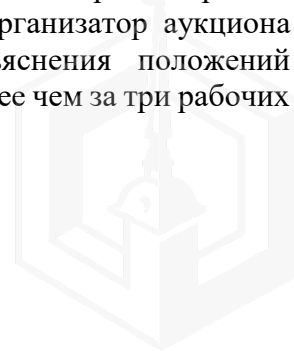 организатор аукциона
яснения положений
ее чем за три рабочих